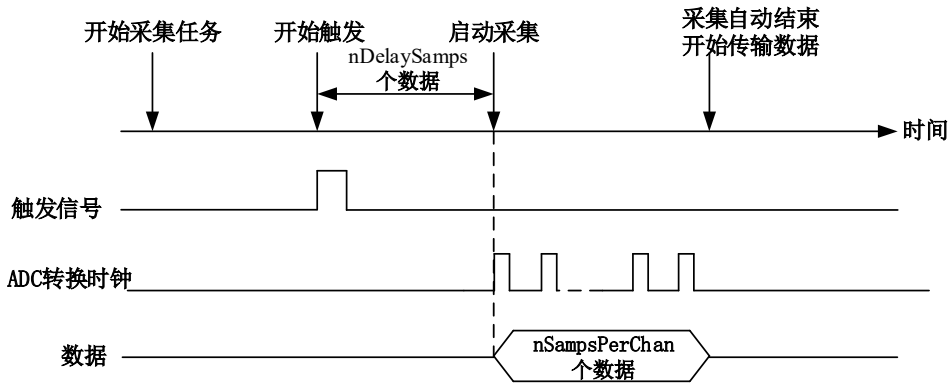 开始采集任务
开始触发
启动采集
采集自动结束
开始传输数据
nDelaySamps
个数据
时间
触发信号
ADC转换时钟
数据
nSampsPerChan
个数据